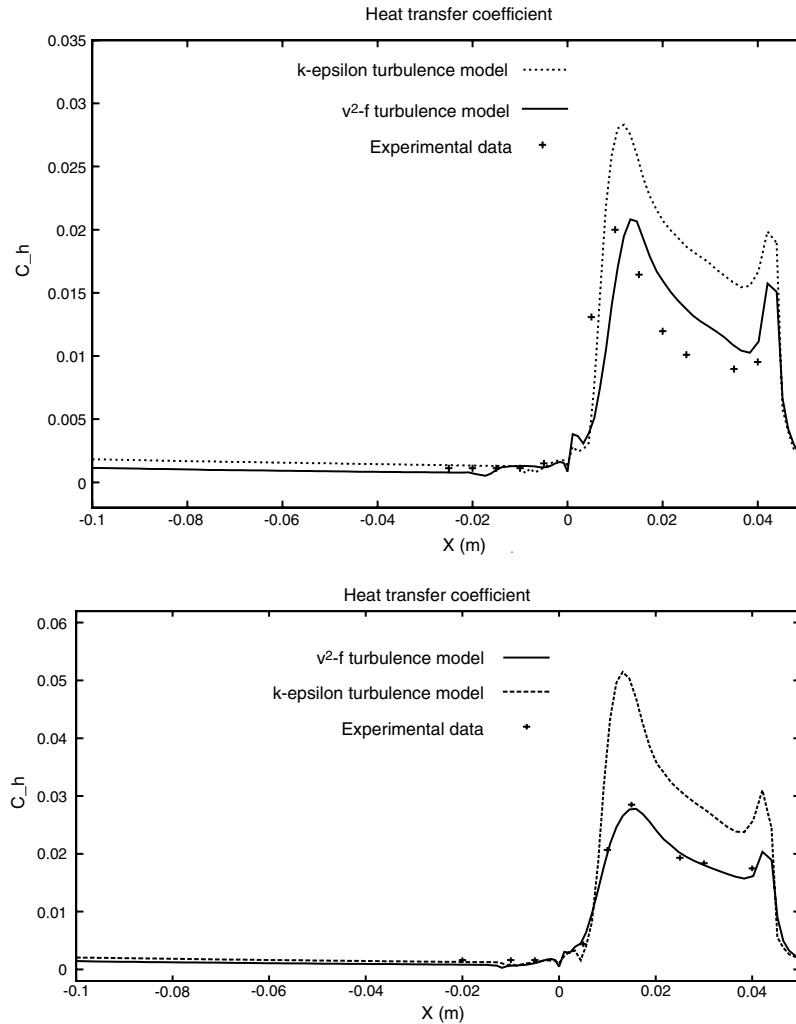 Heat transfer coefficient
0.035
k-epsilon turbulence model
0.03
v²-f turbulence model
Experimental data
0.025
0.02
C_h
0.015
0.01
0.005
0
-0.1 -0.08 -0.06 -0.04 -0.02 0 0.02 0.04
X (m)
Heat transfer coefficient
0.06
v²-f turbulence model
0.05
k-epsilon turbulence model
Experimental data
0.04
0.03
C_h
0.02
0.01
0
-0.1 -0.08 -0.06 -0.04 -0.02 0 0.02 0.04
X (m)